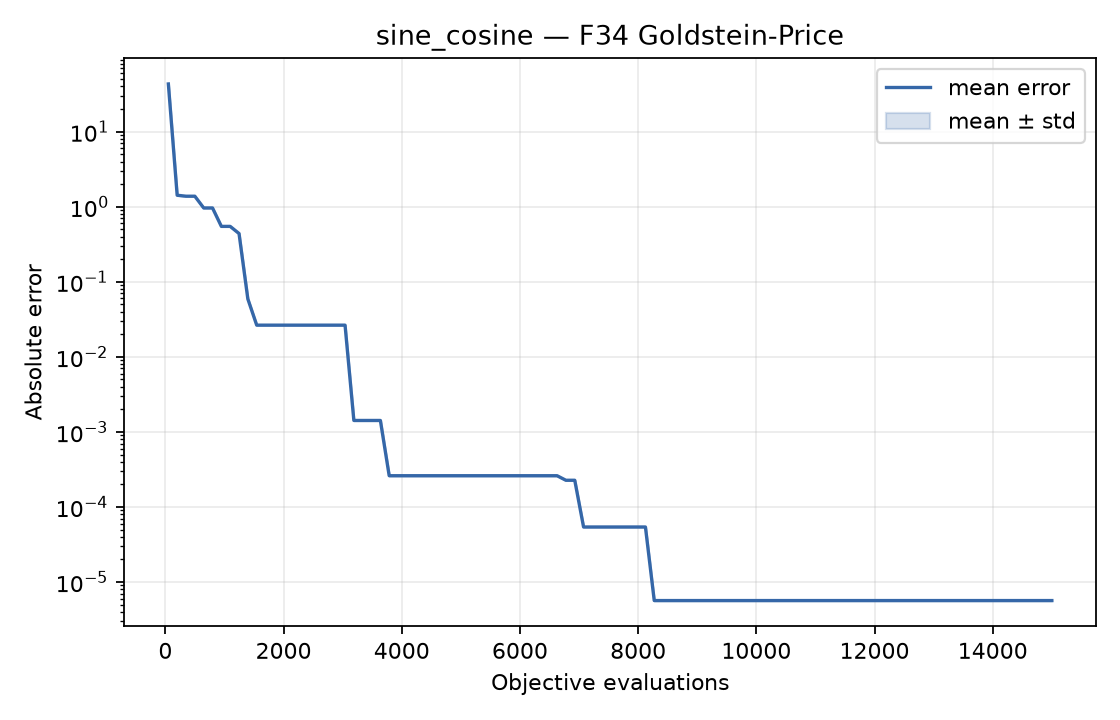 sine_cosine — F34 Goldstein-Price
mean error
mean ± std
Absolute error
10¹
10⁰
10⁻¹
10⁻²
10⁻³
10⁻⁴
10⁻⁵
0 2000 4000 6000 8000 10000 12000 14000
Objective evaluations